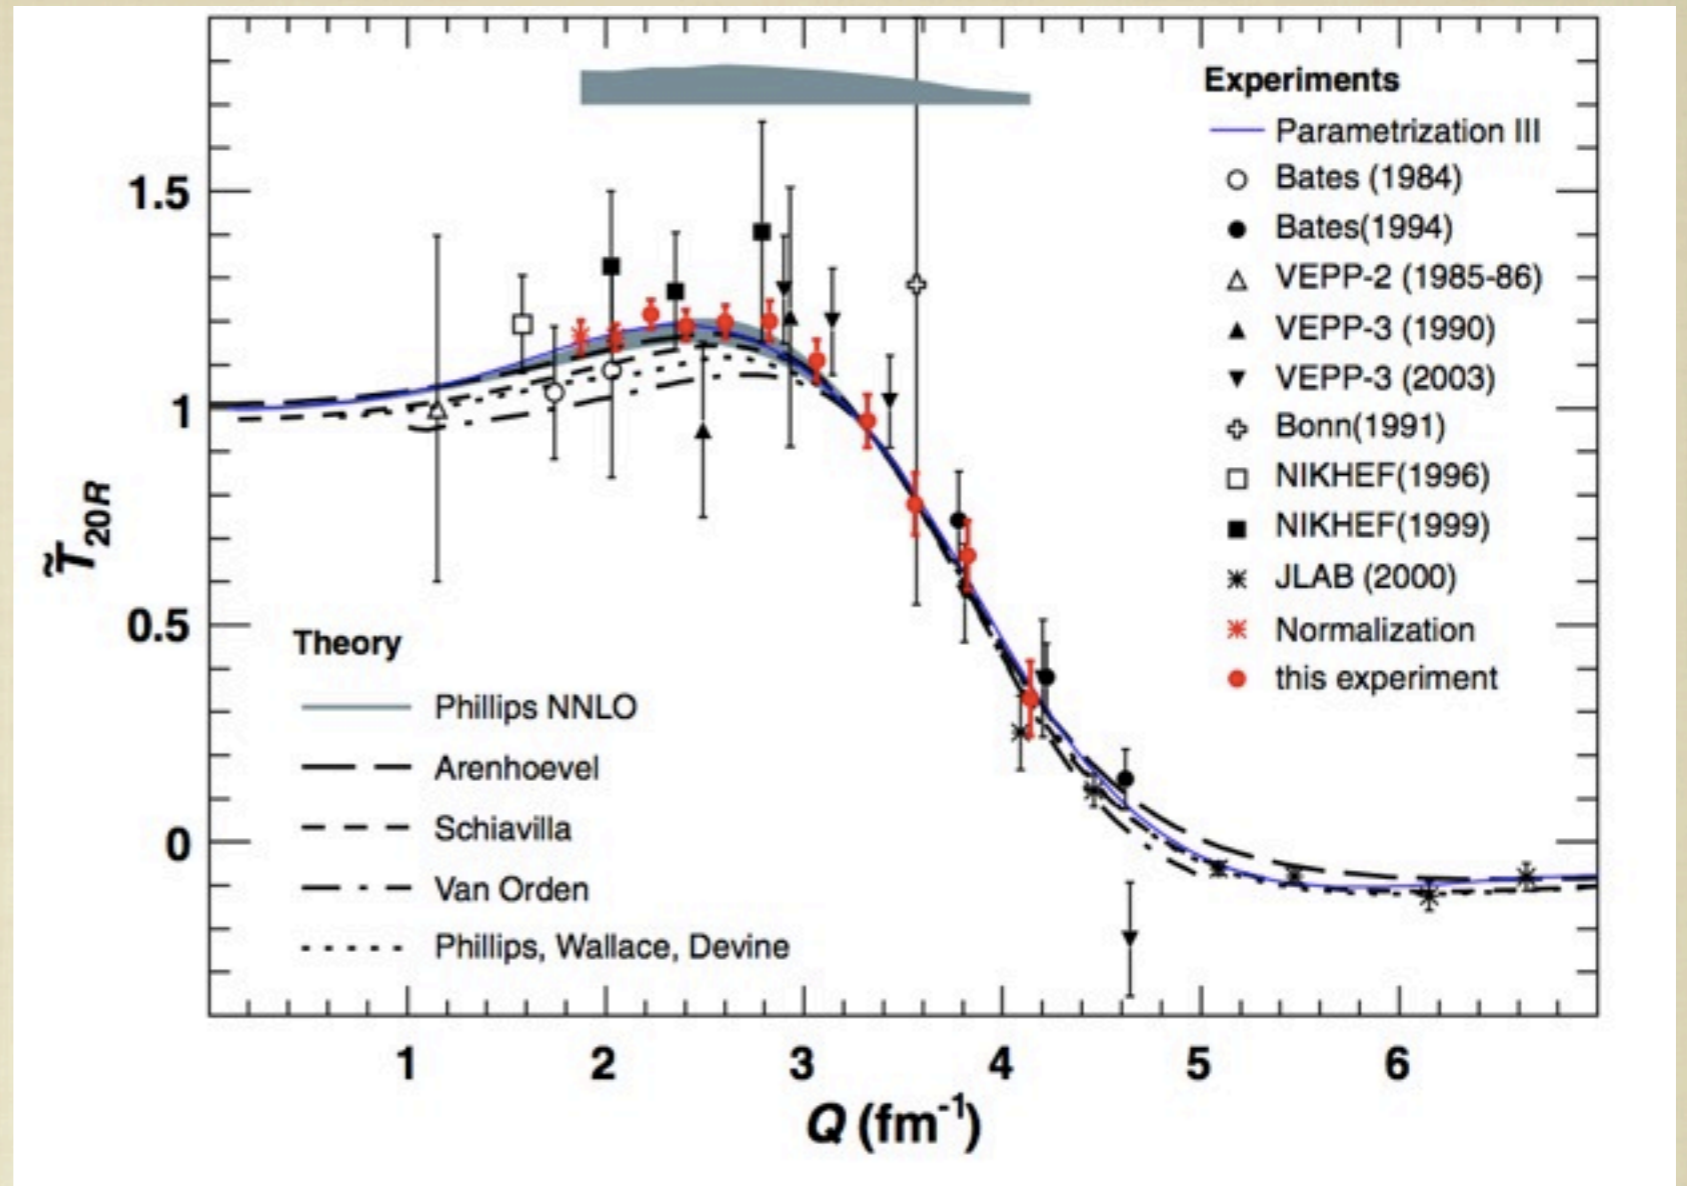 1.5
1
0.5
0
T̃20R
1
2
3
4
5
6
Q (fm-1)
Theory
Phillips NNLO
Arenhoevel
Schiavilla
Van Orden
Phillips, Wallace, Devine
Experiments
Parametrization III
Bates (1984)
Bates(1994)
VEPP-2 (1985-86)
VEPP-3 (1990)
VEPP-3 (2003)
Bonn(1991)
NIKHEF(1996)
NIKHEF(1999)
JLAB (2000)
Normalization
this experiment